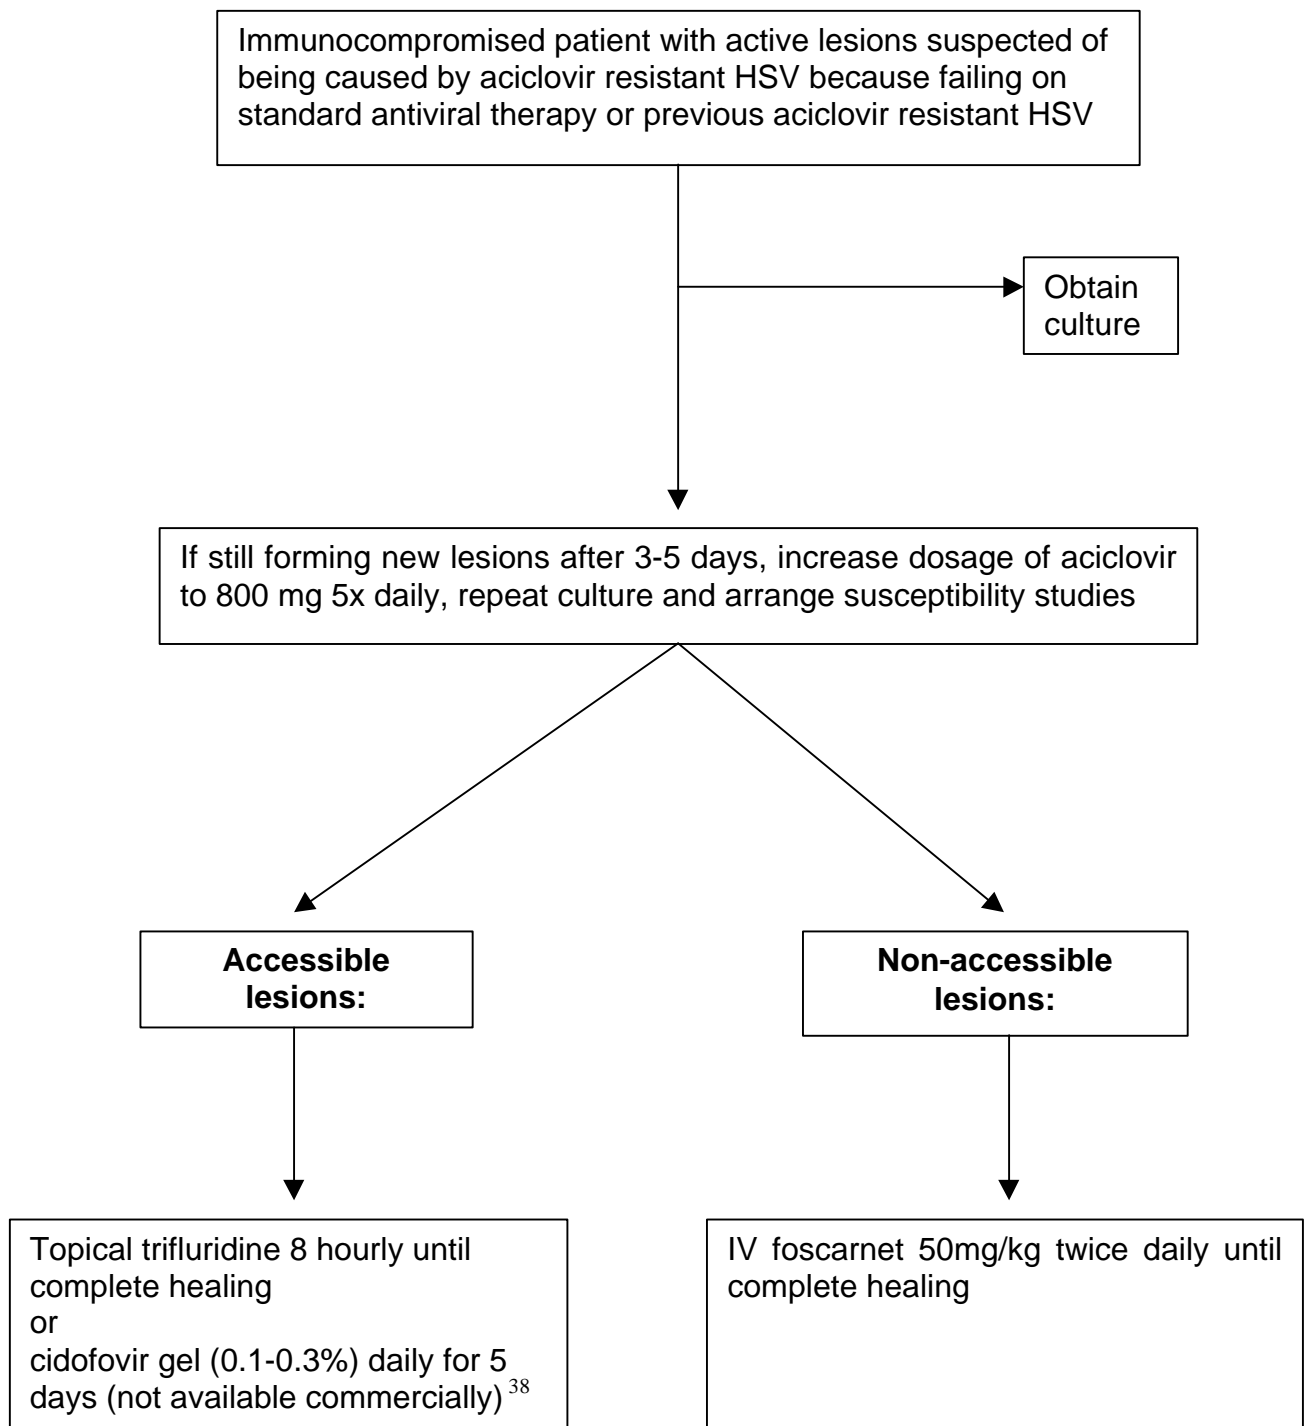 Immunocompromised patient with active lesions suspected of
being caused by aciclovir resistant HSV because failing on
standard antiviral therapy or previous aciclovir resistant HSV
Obtain
culture
If still forming new lesions after 3-5 days, increase dosage of aciclovir
to 800 mg 5x daily, repeat culture and arrange susceptibility studies
Accessible
lesions:
Non-accessible
lesions:
Topical trifluridine 8 hourly until
complete healing
or
cidofovir gel (0.1-0.3%) daily for 5
days (not available commercially) 38
IV foscarnet 50mg/kg twice daily until
complete healing